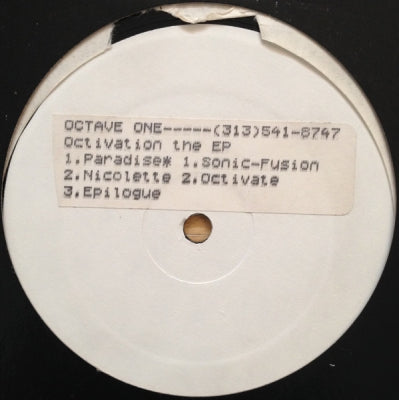 OCTAVE ONE-----(313)541-8747
Octivation the EP
1.Paradise* 1.Sonic-Fusion
2.Nicolette 2.Octivate
3.Epilogue